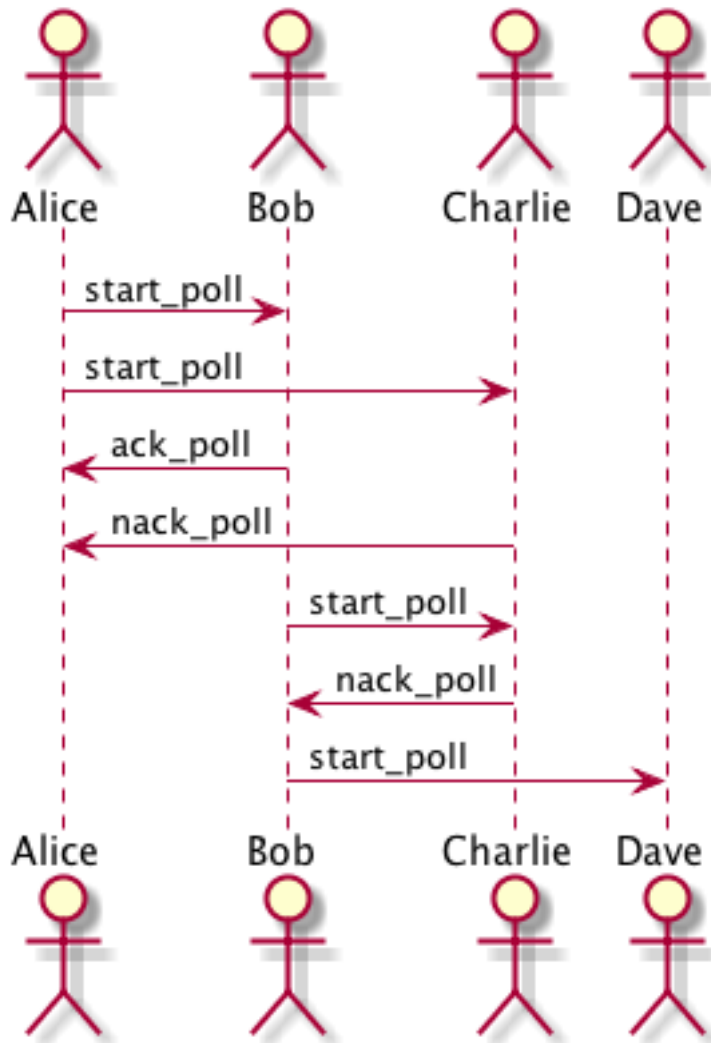 Alice Bob Charlie Dave
start_poll
start_poll
ack_poll
nack_poll
start_poll
nack_poll
start_poll
Alice Bob Charlie Dave